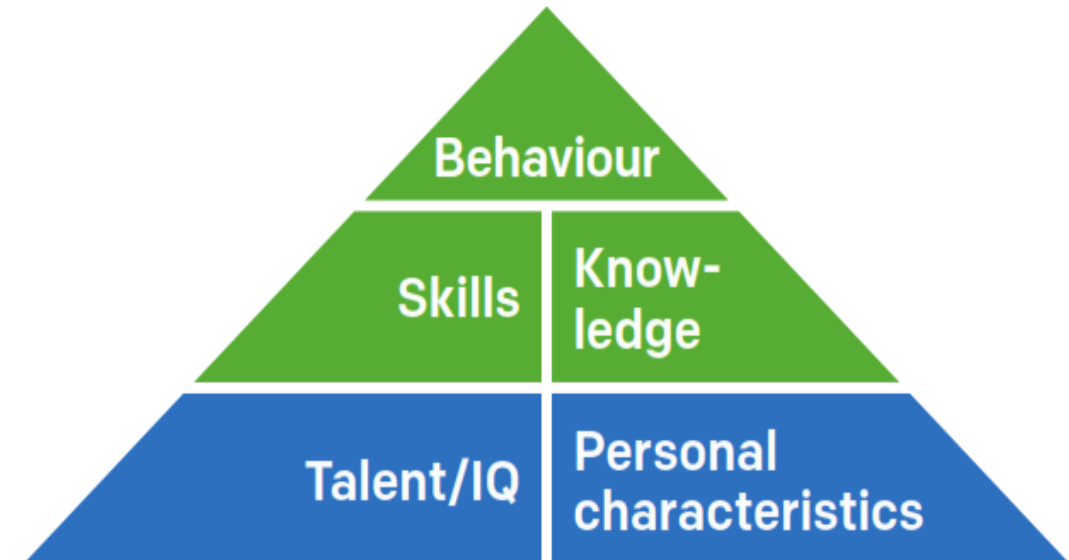 Behaviour
Skills
Know-
ledge
Talent/IQ
Personal
characteristics